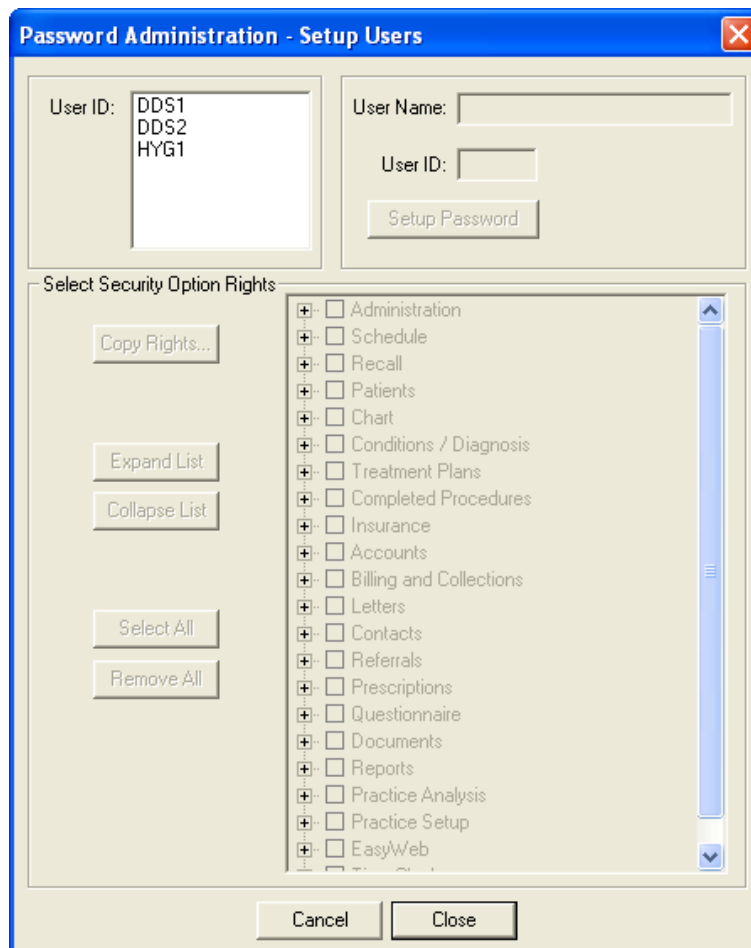 Password Administration - Setup Users
User ID:
DDS1
DDS2
HYG1
User Name:
User ID:
Setup Password
Select Security Option Rights
Copy Rights...
Expand List
Collapse List
Select All
Remove All
Administration
Schedule
Recall
Patients
Chart
Conditions / Diagnosis
Treatment Plans
Completed Procedures
Insurance
Accounts
Billing and Collections
Letters
Contacts
Referrals
Prescriptions
Questionnaire
Documents
Reports
Practice Analysis
Practice Setup
EasyWeb
Cancel
Close